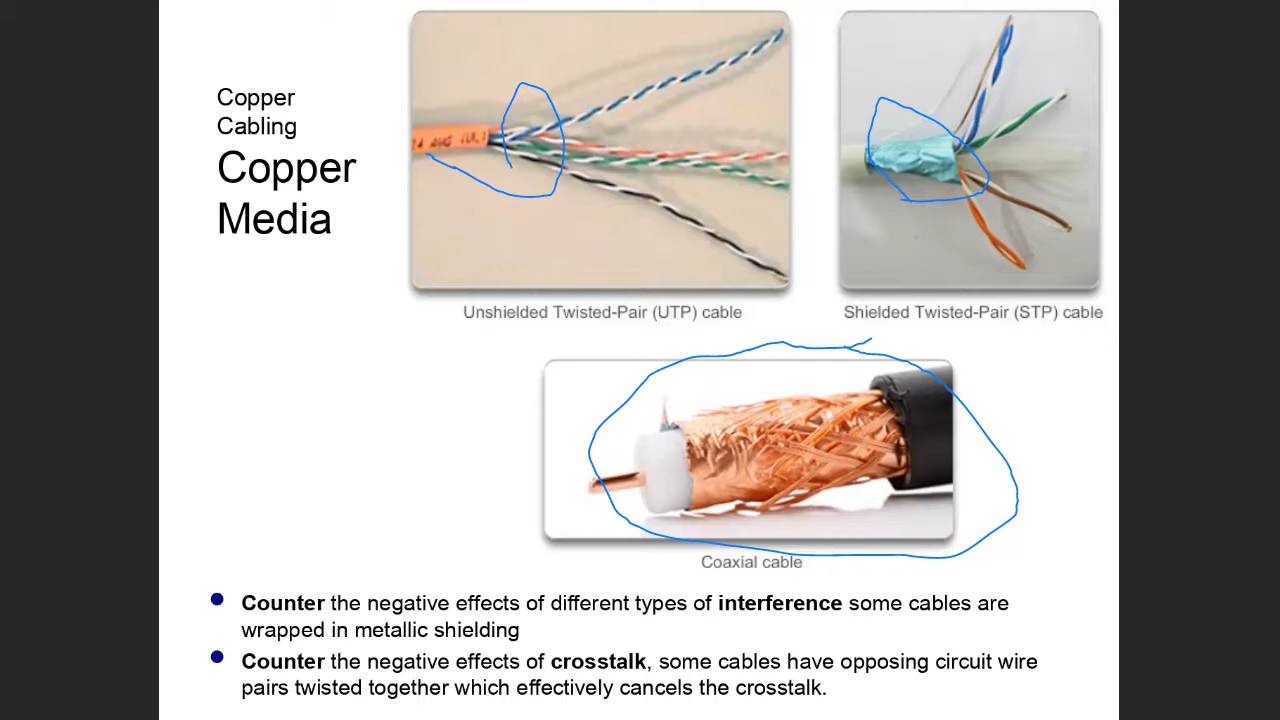 Copper
Cabling
Copper
Media
Unshielded Twisted-Pair (UTP) cable
Shielded Twisted-Pair (STP) cable
Coaxial cable
Counter the negative effects of different types of interference some cables are
wrapped in metallic shielding
Counter the negative effects of crosstalk, some cables have opposing circuit wire
pairs twisted together which effectively cancels the crosstalk.